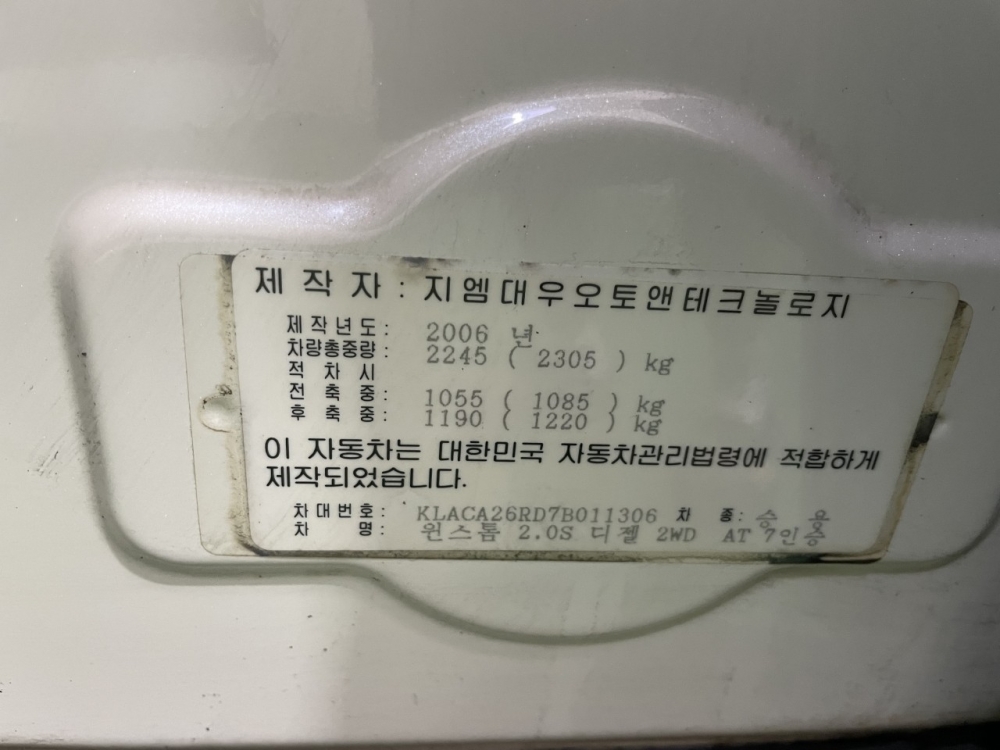 제 작 자 : 지엠대우오토앤테크놀로지
제작년도 : 2006 년
차량총중량 : 2245 ( 2305 ) kg
적 차 시
전 축 중 : 1055 ( 1085 ) kg
후 축 중 : 1190 ( 1220 ) kg
이 자동차는 대한민국 자동차관리법령에 적합하게
제작되었습니다.
차대번호 : KLACA26RD7B011306 차 종 : 승 용
차 명 : 윈스톰 2.0S 디젤 2WD AT 7인승